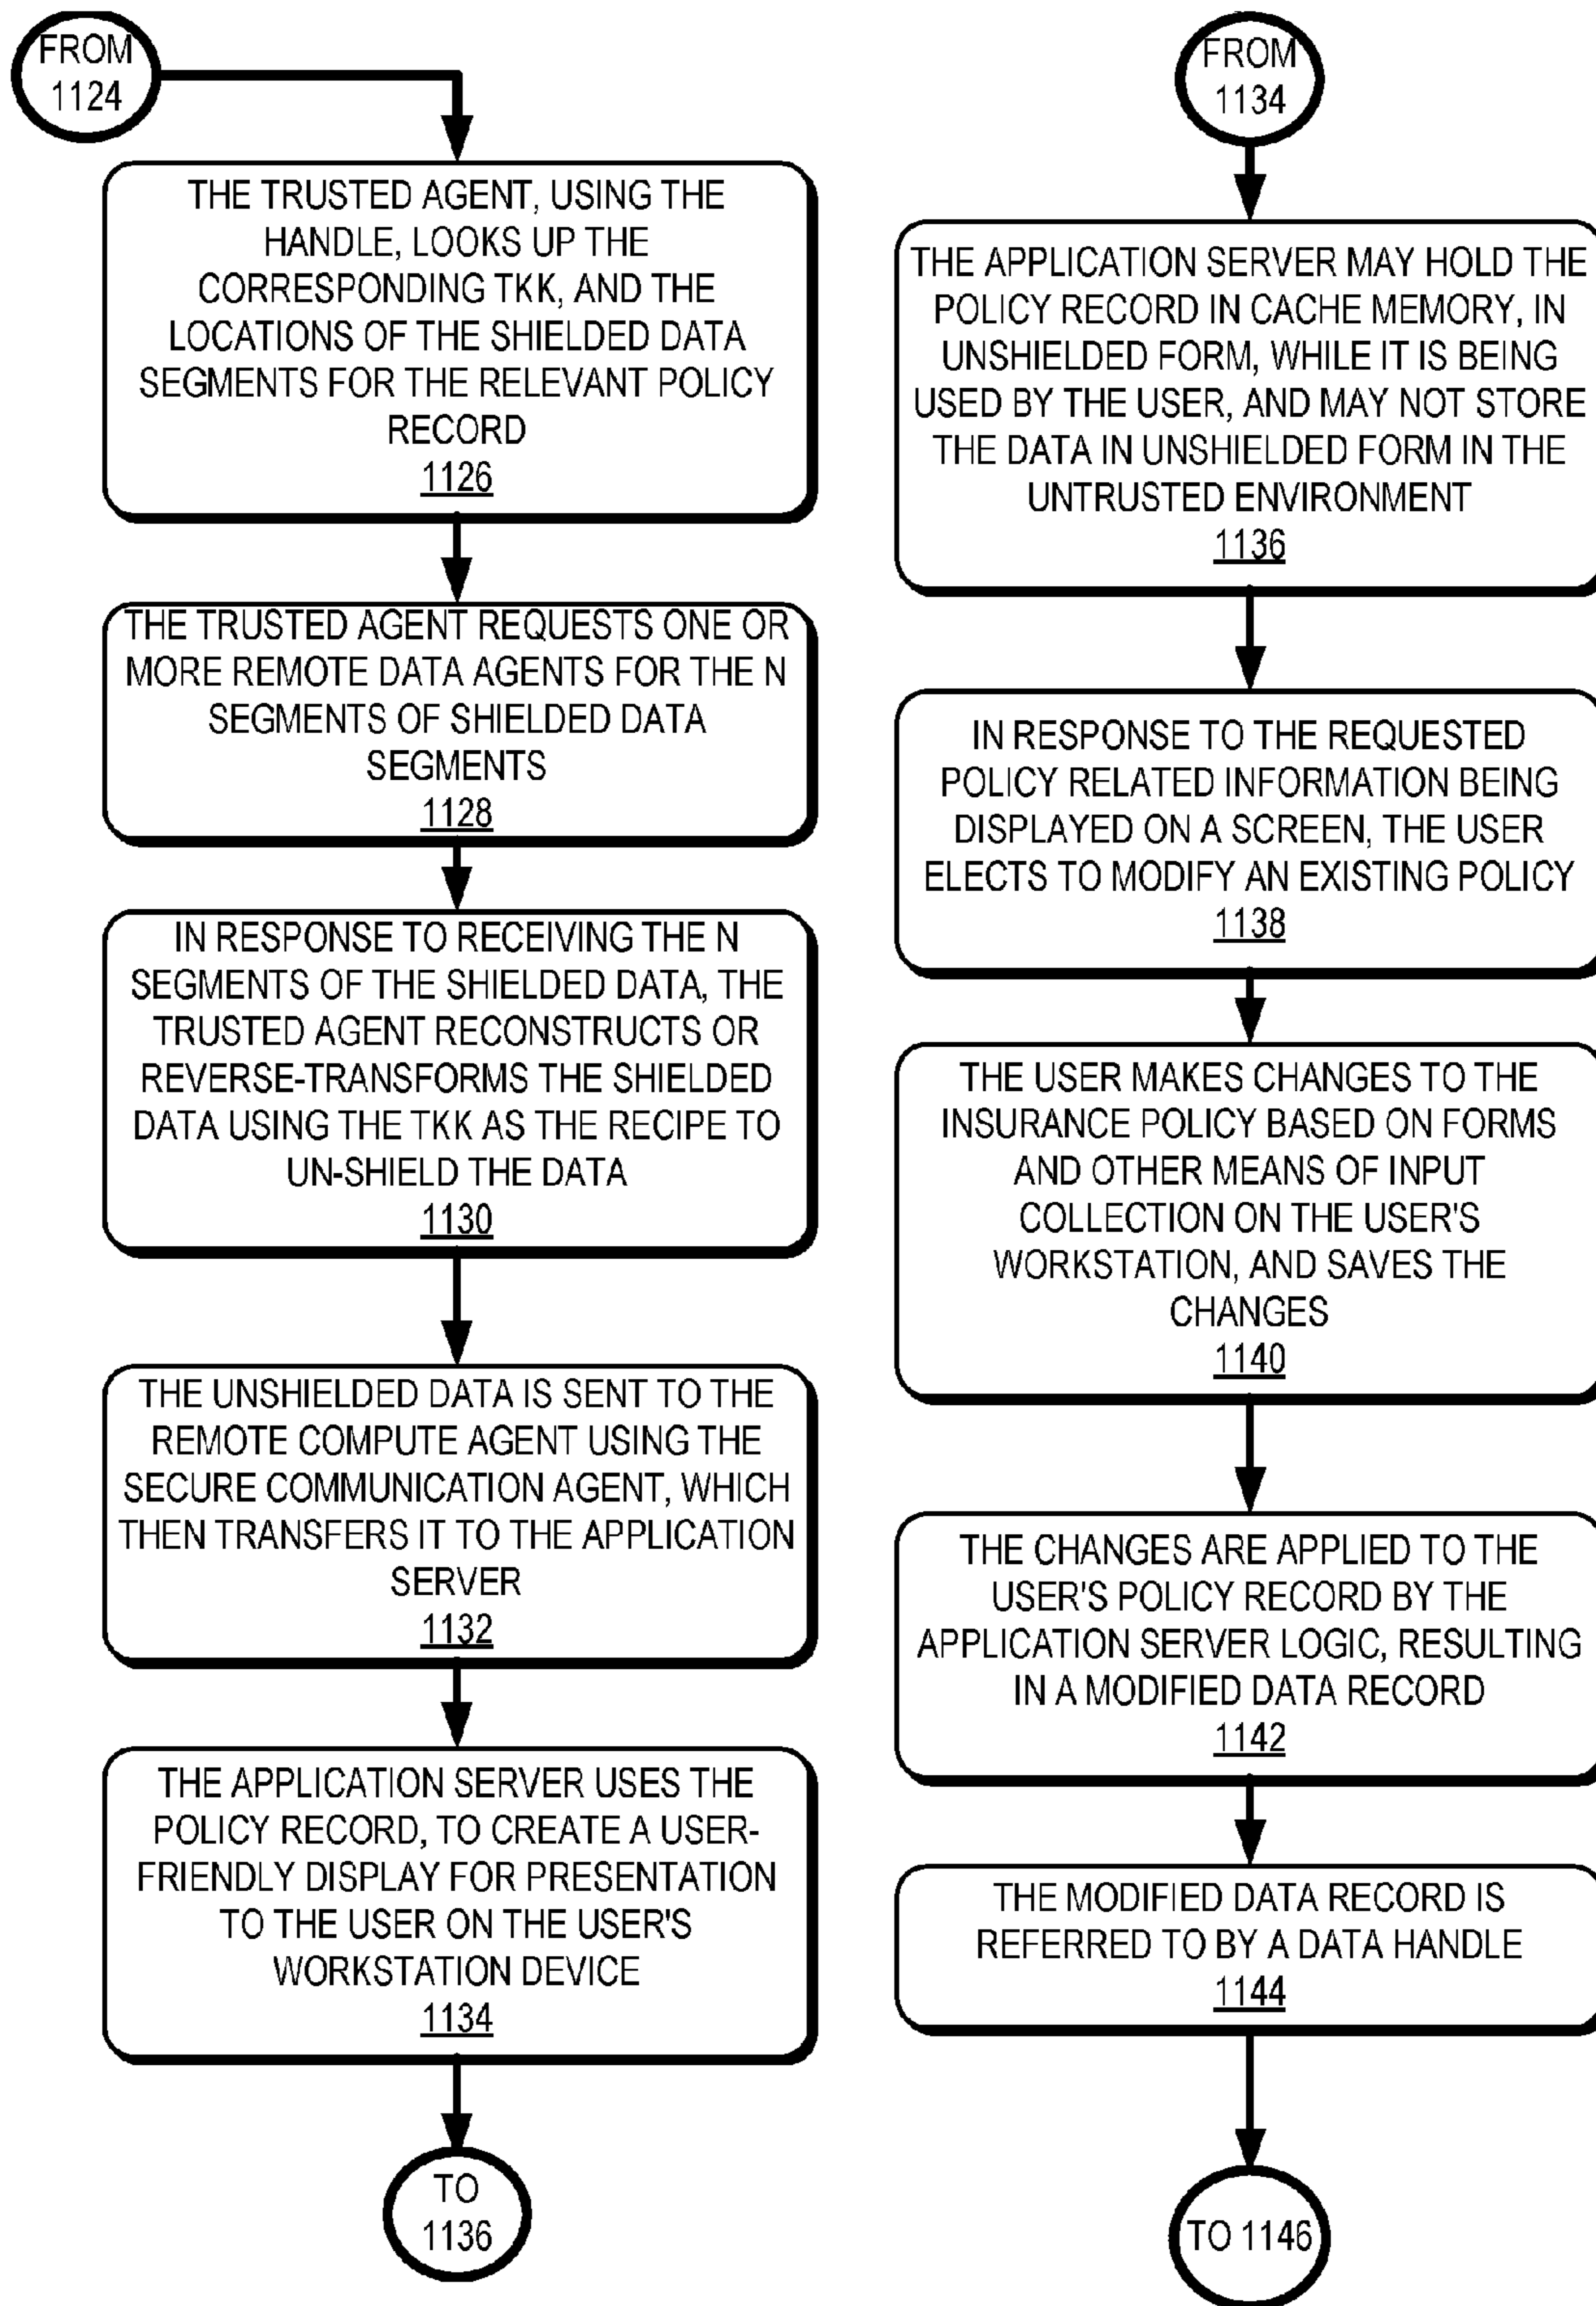 FROM
1124
THE TRUSTED AGENT, USING THE
HANDLE, LOOKS UP THE
CORRESPONDING TKK, AND THE
LOCATIONS OF THE SHIELDED DATA
SEGMENTS FOR THE RELEVANT POLICY
RECORD
1126
THE TRUSTED AGENT REQUESTS ONE OR
MORE REMOTE DATA AGENTS FOR THE N
SEGMENTS OF SHIELDED DATA
SEGMENTS
1128
IN RESPONSE TO RECEIVING THE N
SEGMENTS OF THE SHIELDED DATA, THE
TRUSTED AGENT RECONSTRUCTS OR
REVERSE-TRANSFORMS THE SHIELDED
DATA USING THE TKK AS THE RECIPE TO
UN-SHIELD THE DATA
1130
THE UNSHIELDED DATA IS SENT TO THE
REMOTE COMPUTE AGENT USING THE
SECURE COMMUNICATION AGENT, WHICH
THEN TRANSFERS IT TO THE APPLICATION
SERVER
1132
THE APPLICATION SERVER USES THE
POLICY RECORD, TO CREATE A USER-
FRIENDLY DISPLAY FOR PRESENTATION
TO THE USER ON THE USER'S
WORKSTATION DEVICE
1134
TO
1136
FROM
1134
THE APPLICATION SERVER MAY HOLD THE
POLICY RECORD IN CACHE MEMORY, IN
UNSHIELDED FORM, WHILE IT IS BEING
USED BY THE USER, AND MAY NOT STORE
THE DATA IN UNSHIELDED FORM IN THE
UNTRUSTED ENVIRONMENT
1136
IN RESPONSE TO THE REQUESTED
POLICY RELATED INFORMATION BEING
DISPLAYED ON A SCREEN, THE USER
ELECTS TO MODIFY AN EXISTING POLICY
1138
THE USER MAKES CHANGES TO THE
INSURANCE POLICY BASED ON FORMS
AND OTHER MEANS OF INPUT
COLLECTION ON THE USER'S
WORKSTATION, AND SAVES THE
CHANGES
1140
THE CHANGES ARE APPLIED TO THE
USER'S POLICY RECORD BY THE
APPLICATION SERVER LOGIC, RESULTING
IN A MODIFIED DATA RECORD
1142
THE MODIFIED DATA RECORD IS
REFERRED TO BY A DATA HANDLE
1144
TO 1146